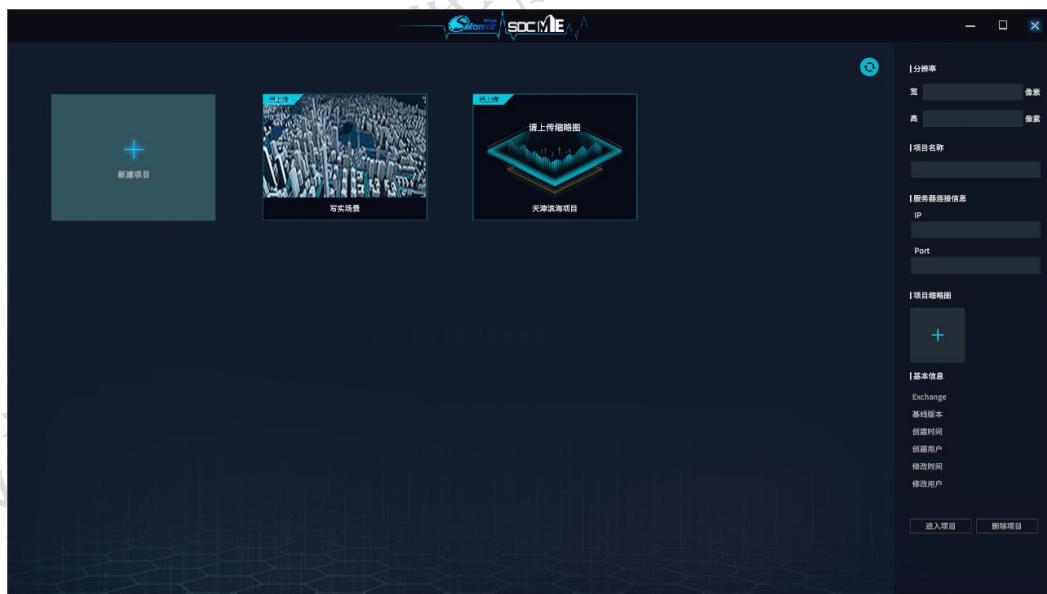 Sefonsoft SDC ME
新建项目
已上线
写实场景
已上线
请上传缩略图
天津滨海项目
分辨率
宽 像素
高 像素
项目名称
服务器连接信息
IP
Port
项目缩略图
基本信息
Exchange
基线版本
创建时间
创建用户
修改时间
修改用户
进入项目 删除项目